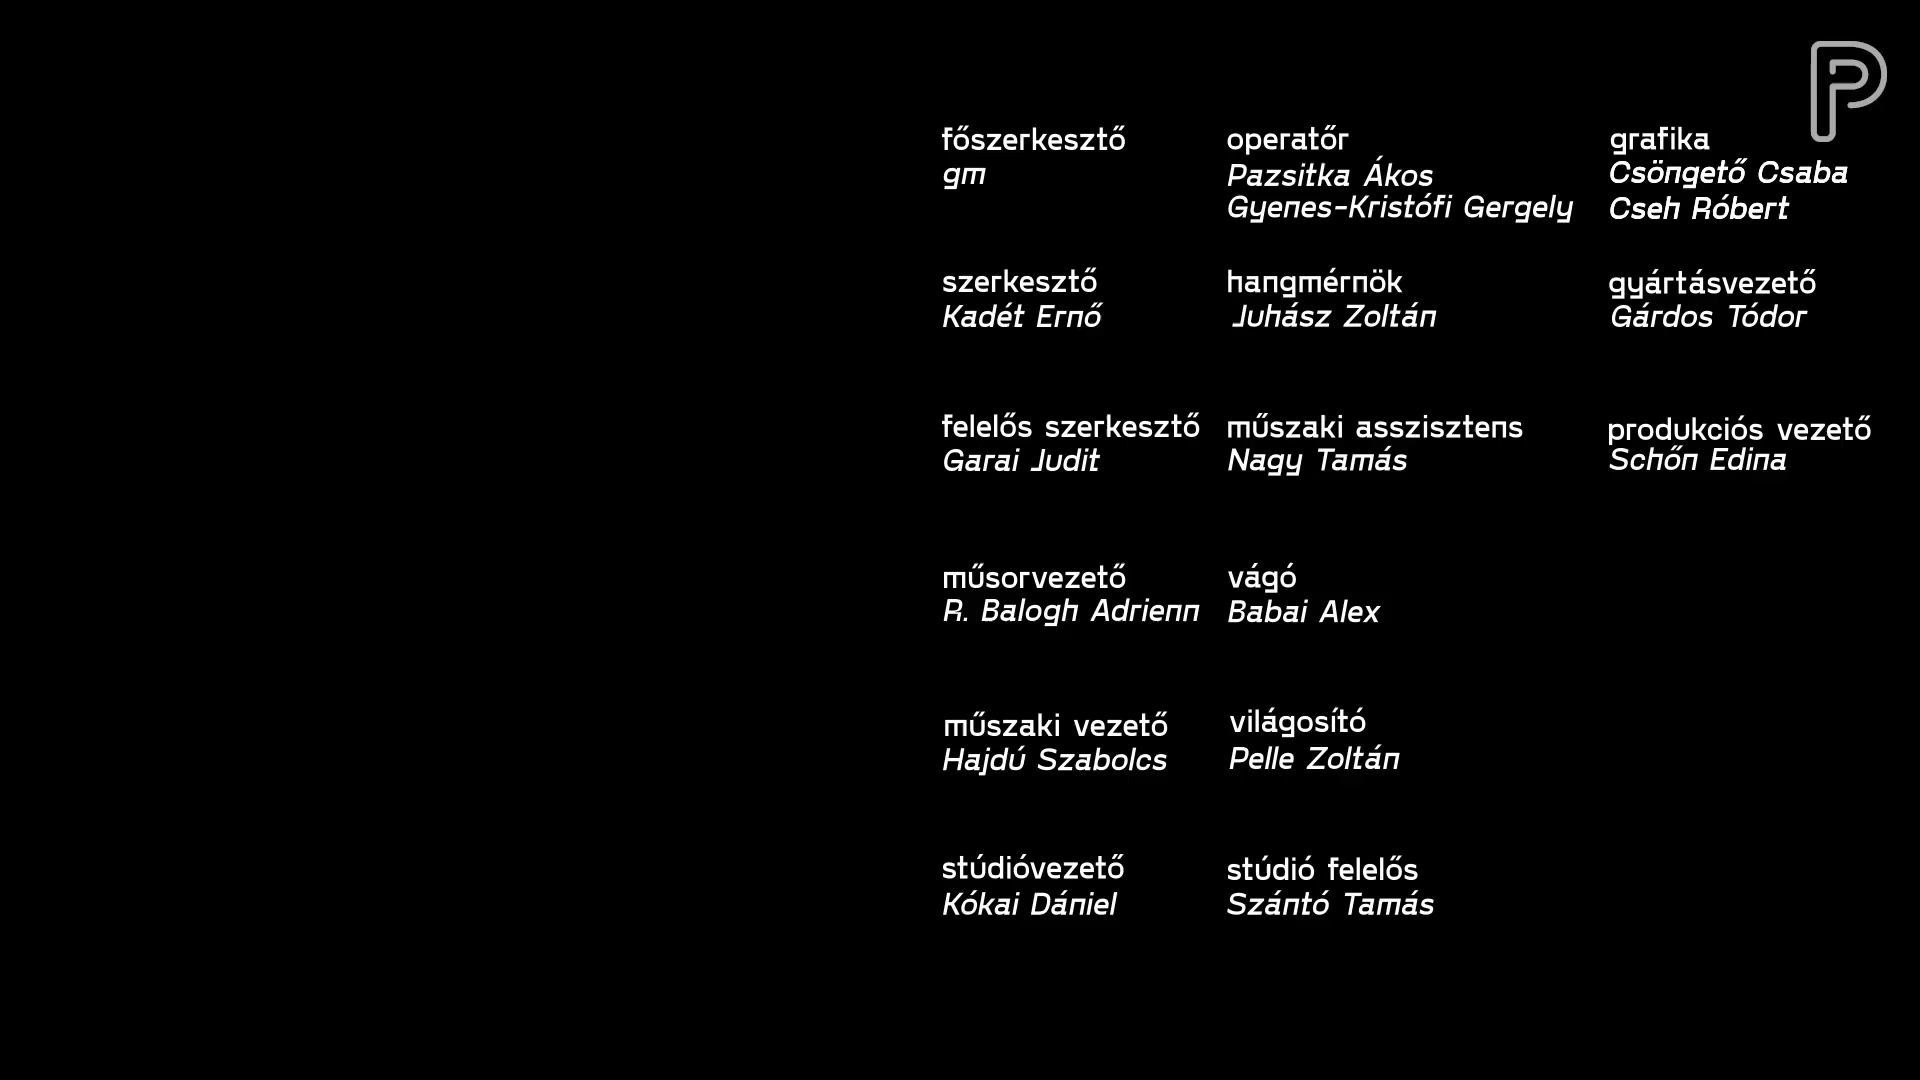 főszerkesztő
gm
szerkesztő
Kadét Ernő
felelős szerkesztő
Garai Judit
műsorvezető
R. Balogh Adrienn
műszaki vezető
Hajdú Szabolcs
stúdióvezető
Kókai Dániel
operatőr
Pazsitka Ákos
Gyenes-Kristófi Gergely
hangmérnök
Juhász Zoltán
műszaki asszisztens
Nagy Tamás
vágó
Babai Alex
világosító
Pelle Zoltán
stúdió felelős
Szántó Tamás
P
grafika
Csöngető Csaba
Cseh Róbert
gyártásvezető
Gárdos Tódor
produkciós vezető
Schőn Edina